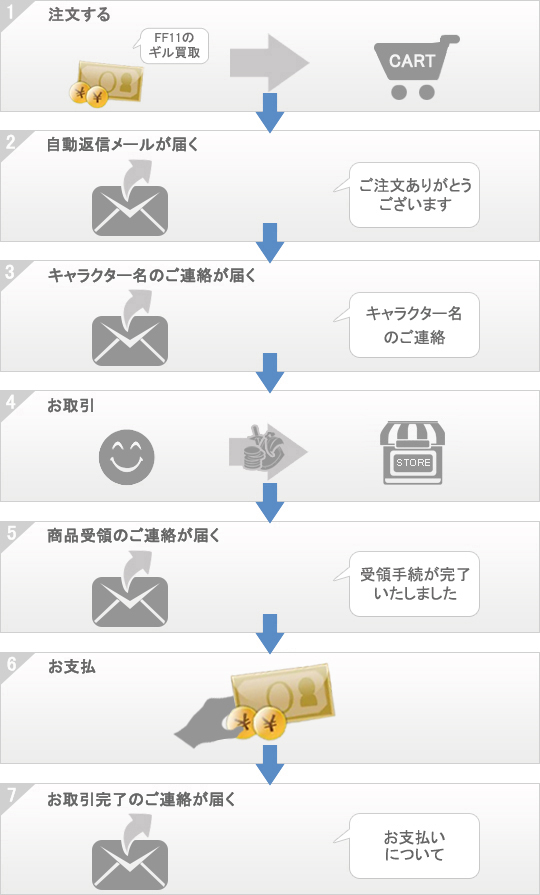 1 注文する
FF11の
ギル買取
CART
2 自動返信メールが届く
ご注文ありがとう
ございます
3 キャラクター名のご連絡が届く
キャラクター名
のご連絡
4 お取引
STORE
5 商品受領のご連絡が届く
受領手続が完了
いたしました
6 お支払
7 お取引完了のご連絡が届く
お支払い
について